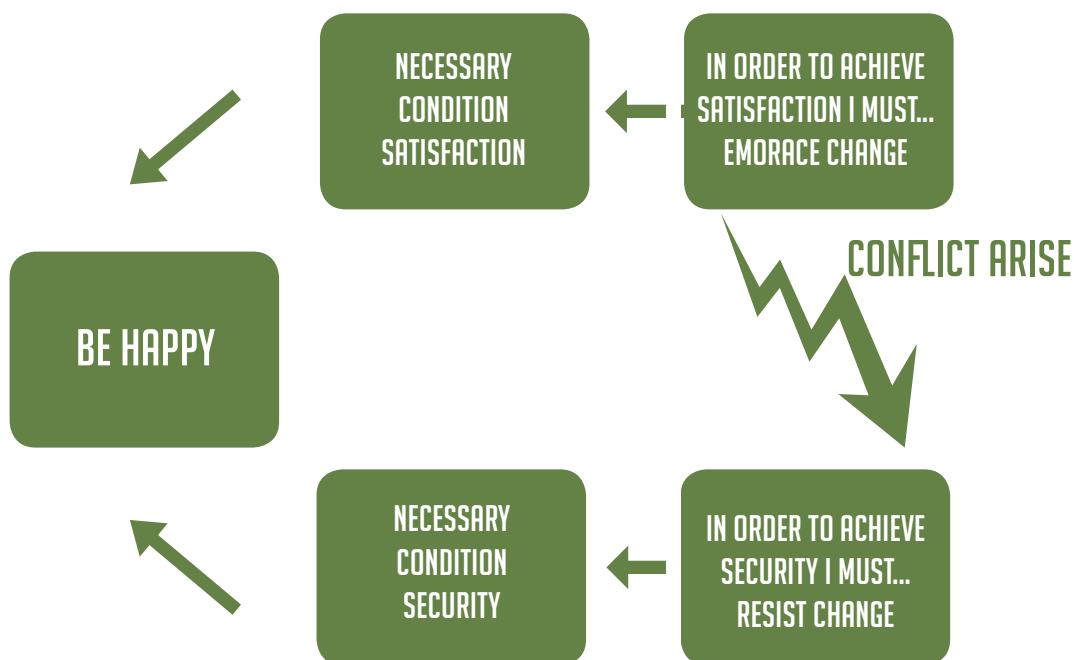 NECESSARY
CONDITION
SATISFACTION
IN ORDER TO ACHIEVE
SATISFACTION I MUST...
EMORACE CHANGE
CONFLICT ARISE
BE HAPPY
NECESSARY
CONDITION
SECURITY
IN ORDER TO ACHIEVE
SECURITY I MUST...
RESIST CHANGE